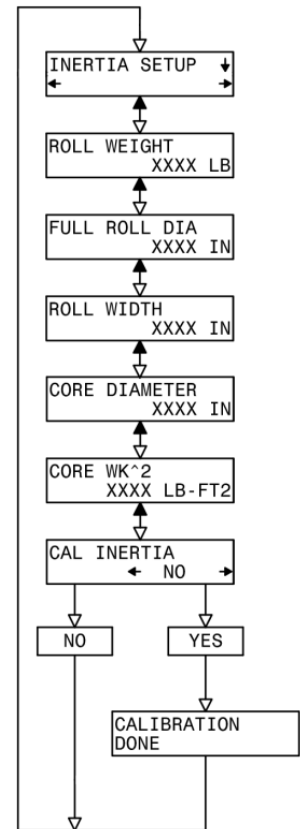 INERTIA SETUP ↓
← →
ROLL WEIGHT
XXXX LB
FULL ROLL DIA
XXXX IN
ROLL WIDTH
XXXX IN
CORE DIAMETER
XXXX IN
CORE WK^2
XXXX LB-FT2
CAL INERTIA
← NO →
NO YES
CALIBRATION
DONE